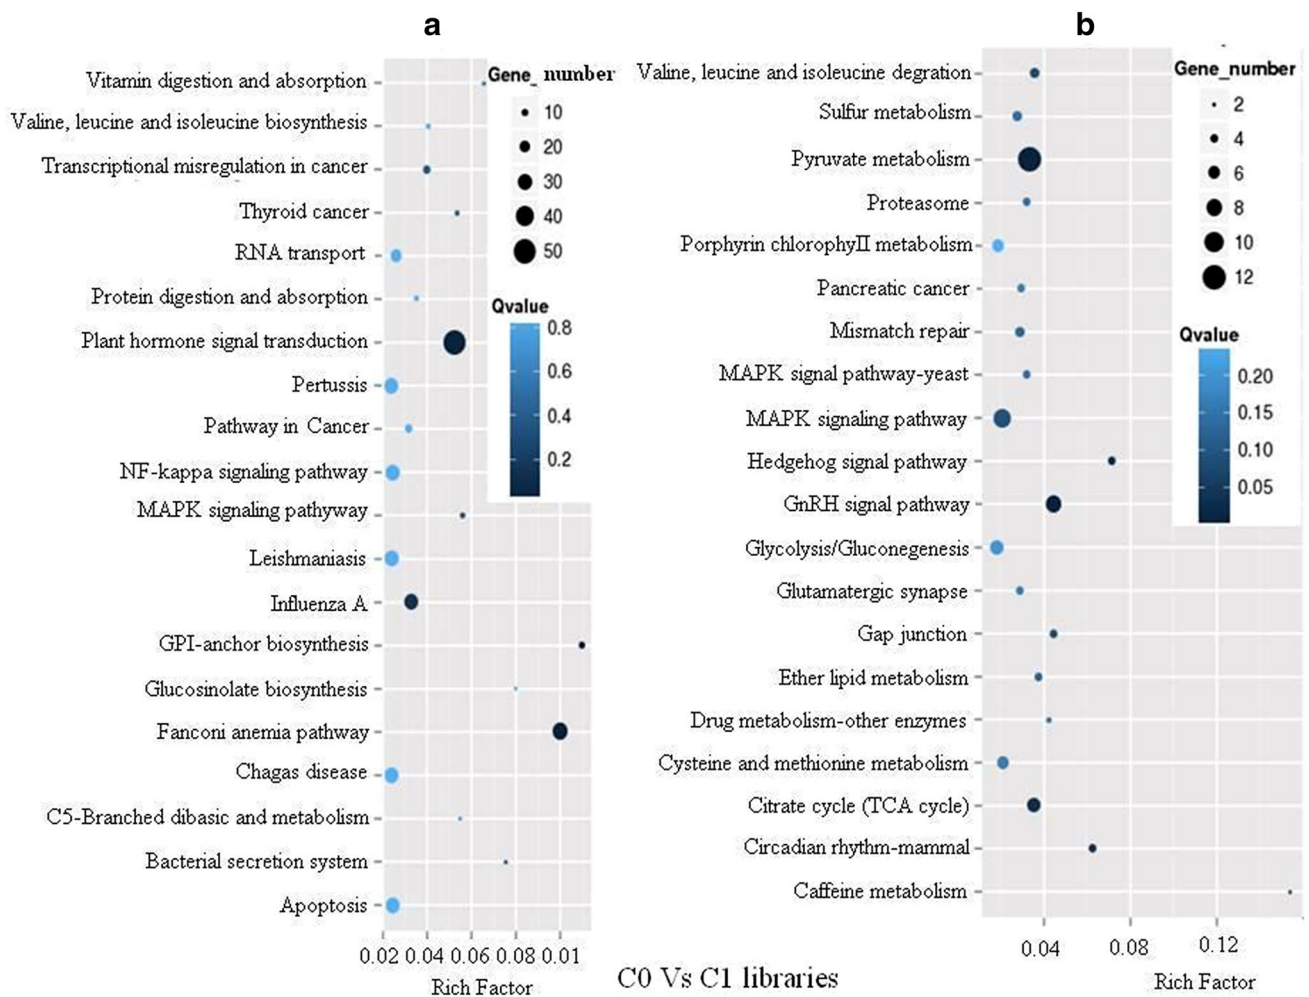 a
Vitamin digestion and absorption
Valine, leucine and isoleucine biosynthesis
Transcriptional misregulation in cancer
Thyroid cancer
RNA transport
Protein digestion and absorption
Plant hormone signal transduction
Pertussis
Pathway in Cancer
NF-kappa signaling pathway
MAPK signaling pathyway
Leishmaniasis
Influenza A
GPI-anchor biosynthesis
Glucosinolate biosynthesis
Fanconi anemia pathway
Chagas disease
C5-Branched dibasic and metabolism
Bacterial secretion system
Apoptosis
Gene_number
10
20
30
40
50
Qvalue
0.8
0.6
0.4
0.2
0.02 0.04 0.06 0.08 0.01
Rich Factor
b
Valine, leucine and isoleucine degration
Sulfur metabolism
Pyruvate metabolism
Proteasome
Porphyrin chlorophyII metabolism
Pancreatic cancer
Mismatch repair
MAPK signal pathway-yeast
MAPK signaling pathway
Hedgehog signal pathway
GnRH signal pathway
Glycolysis/Gluconegenesis
Glutamatergic synapse
Gap junction
Ether lipid metabolism
Drug metabolism-other enzymes
Cysteine and methionine metabolism
Citrate cycle (TCA cycle)
Circadian rhythm-mammal
Caffeine metabolism
Gene_number
2
4
6
8
10
12
Qvalue
0.20
0.15
0.10
0.05
0.04 0.08 0.12
Rich Factor
C0 Vs C1 libraries